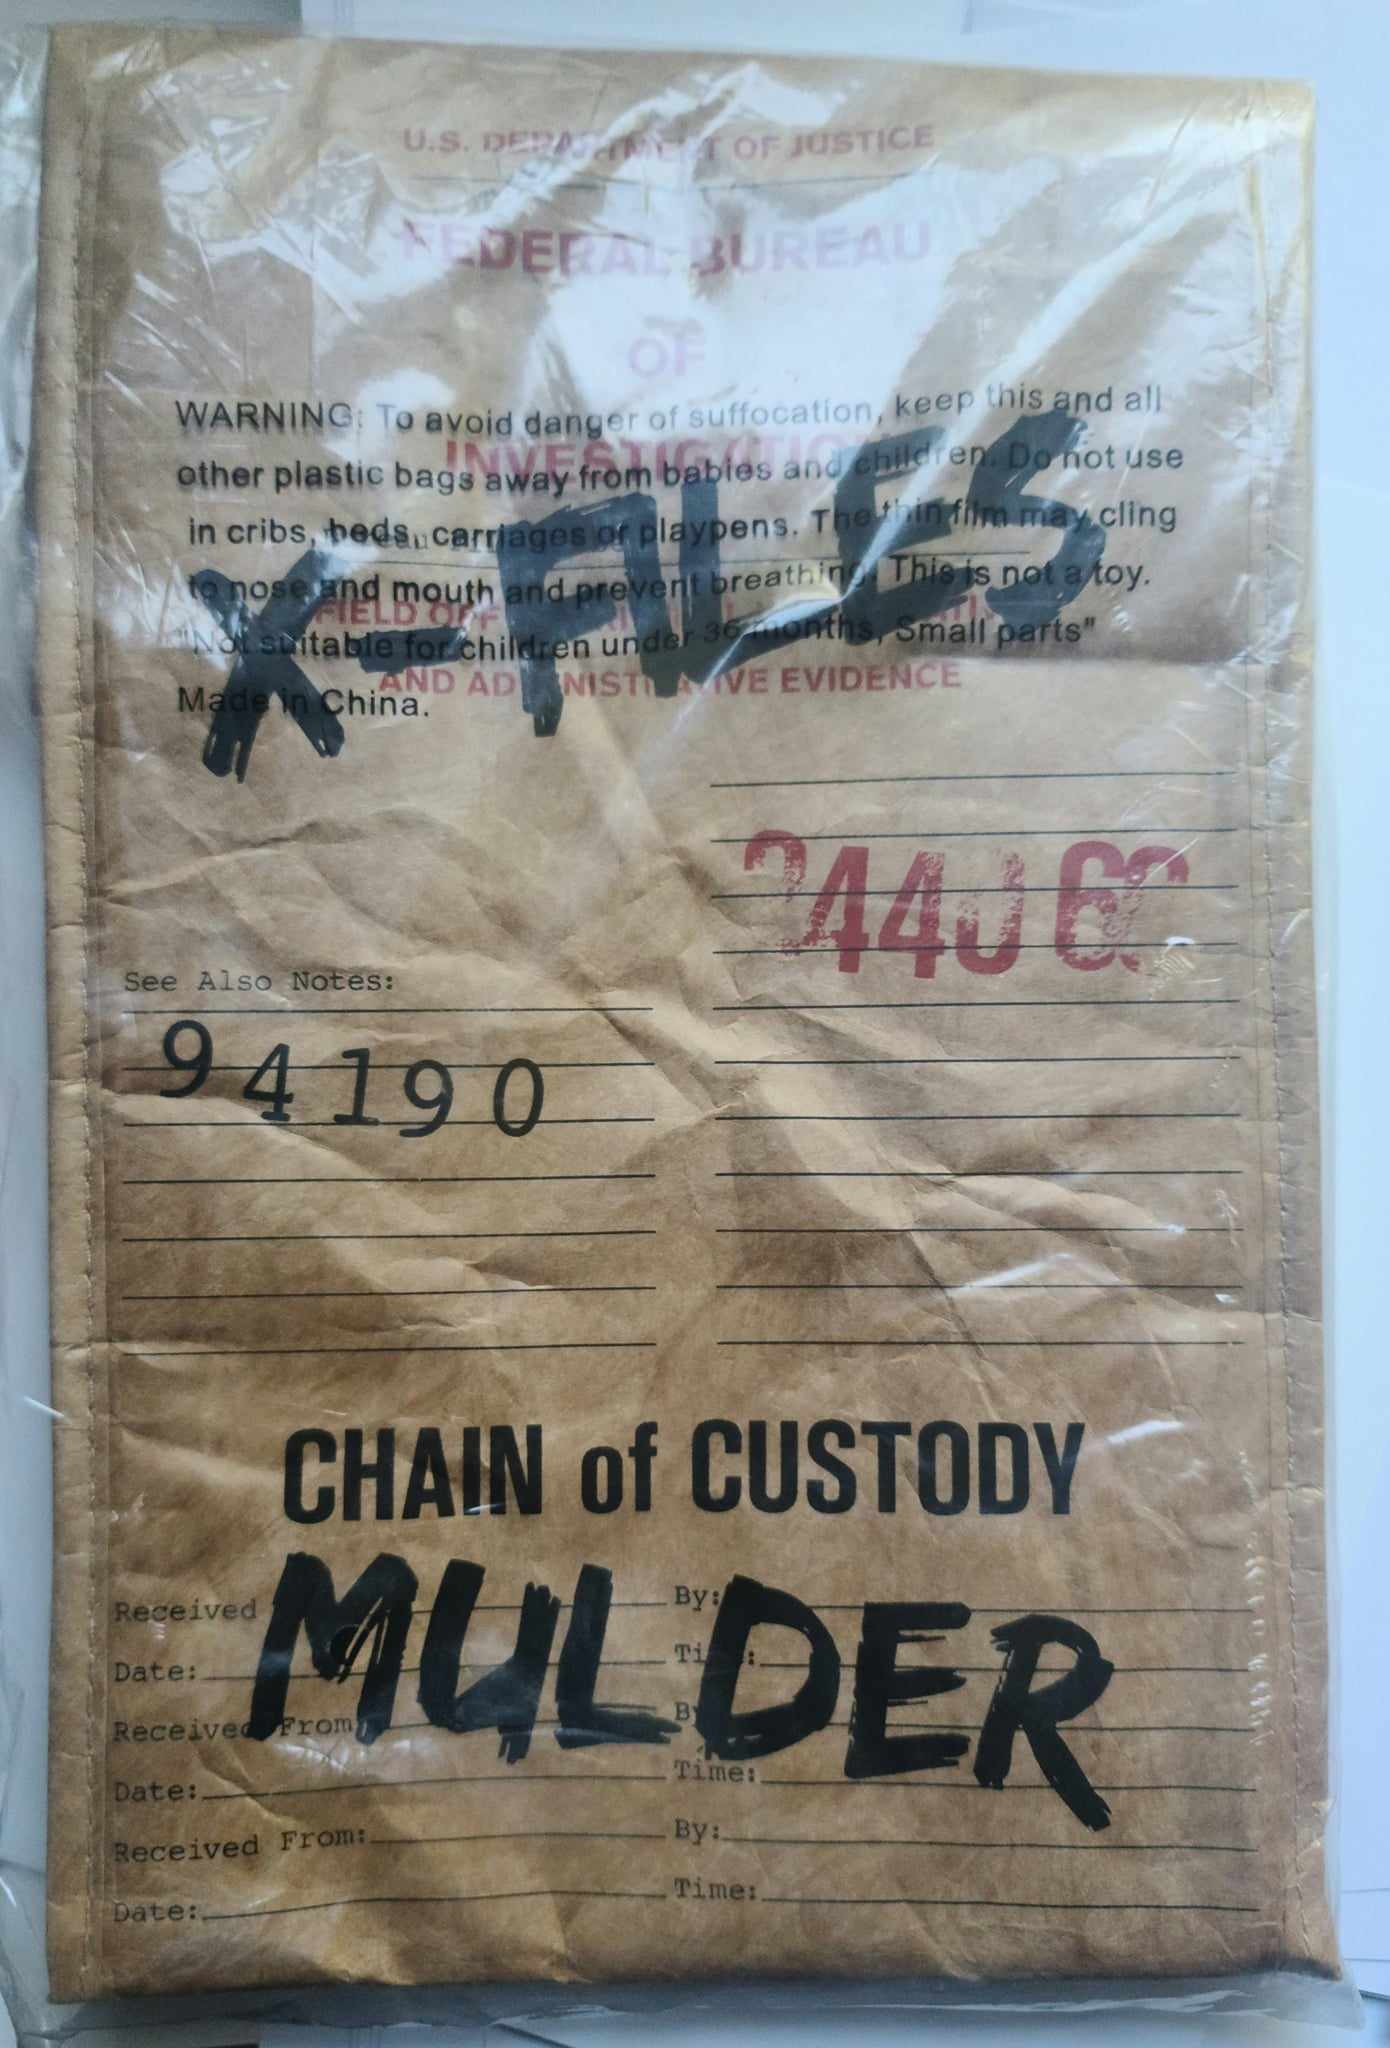 U.S. DEPARTMENT OF JUSTICE
FEDERAL BUREAU
OF
INVESTIGATION
X-FILES
WARNING: To avoid danger of suffocation, keep this and all
other plastic bags away from babies and children. Do not use
in cribs, beds, carriages or playpens. The thin film may cling
to nose and mouth and prevent breathing. This is not a toy.
"Not suitable for children under 36 months, Small parts"
Made in China.
FIELD
AND ADMINISTRATIVE EVIDENCE
See Also Notes:
94190
CHAIN of CUSTODY
MULDER
Received By:
Date: Time:
Received From By:
Date: Time:
Received From: By:
Date: Time: